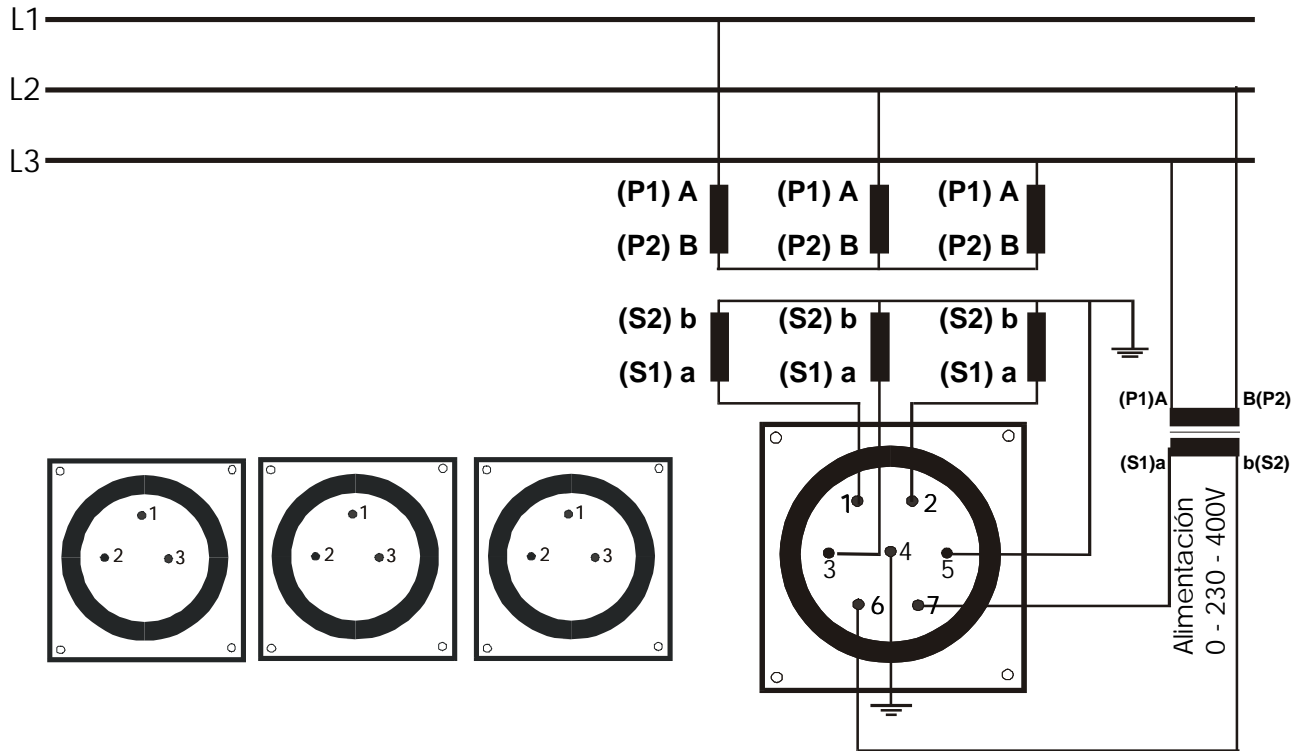 L1
L2
L3
(P1) A (P1) A (P1) A
(P2) B (P2) B (P2) B
(S2) b (S2) b (S2) b
(S1) a (S1) a (S1) a
(P1)A B(P2)
(S1)a b(S2)
Alimentación
0 - 230 - 400V
1
2
3
1
2
3
1
2
3
1 2
3 4 5
6 7